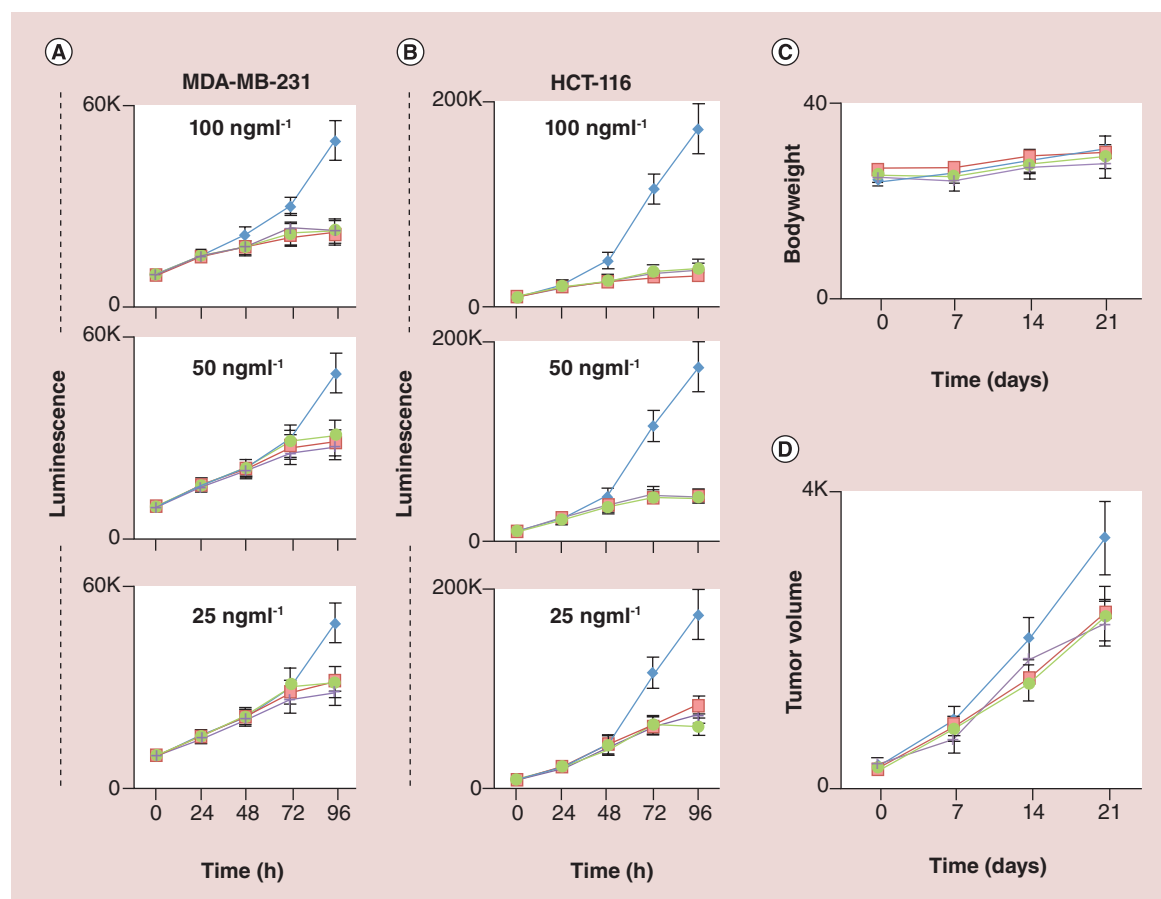 A
MDA-MB-231
60K
100 ngml-1
0
60K
50 ngml-1
0
60K
25 ngml-1
0
0 24 48 72 96
Time (h)
Luminescence
B
HCT-116
200K
100 ngml-1
0
200K
50 ngml-1
0
200K
25 ngml-1
0
0 24 48 72 96
Time (h)
Luminescence
C
40
Bodyweight
0
0 7 14 21
Time (days)
D
4K
Tumor volume
0
0 7 14 21
Time (days)